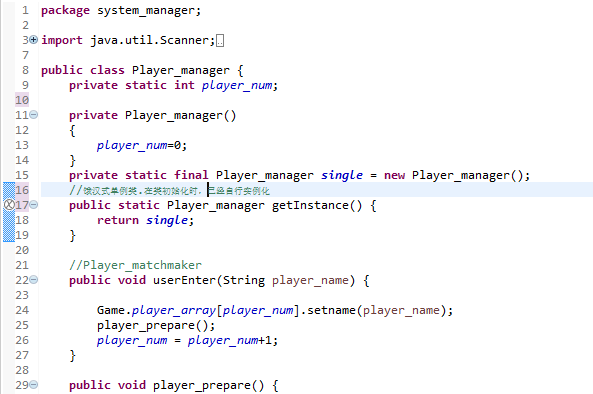 1 package system_manager;
2
3 import java.util.Scanner;
7
8 public class Player_manager {
9 private static int player_num;
10
11 private Player_manager()
12 {
13 player_num=0;
14 }
15 private static final Player_manager single = new Player_manager();
16 //饿汉式单例类.在类初始化时，已经自行实例化
17 public static Player_manager getInstance() {
18 return single;
19 }
20
21 //Player_matchmaker
22 public void userEnter(String player_name) {
23
24 Game.player_array[player_num].setname(player_name);
25 player_prepare();
26 player_num = player_num+1;
27 }
28
29 public void player_prepare() {